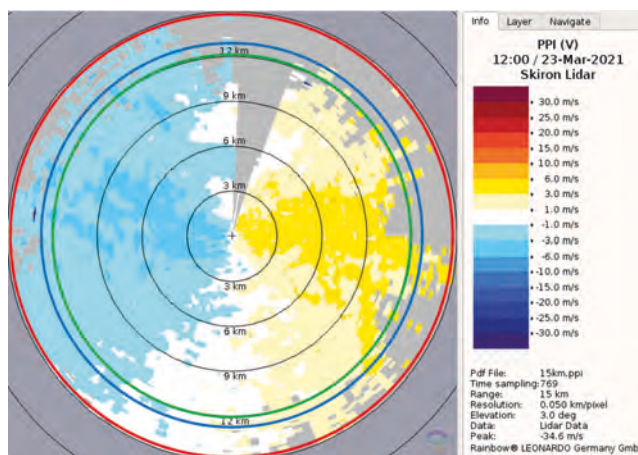 Info Layer Navigate
PPI (V)
12:00 / 23-Mar-2021
Skiron Lidar
30.0 m/s
25.0 m/s
20.0 m/s
15.0 m/s
10.0 m/s
6.0 m/s
3.0 m/s
1.0 m/s
-1.0 m/s
-3.0 m/s
-6.0 m/s
-10.0 m/s
-15.0 m/s
-20.0 m/s
-25.0 m/s
-30.0 m/s
Pdf File: 15km.ppi
Time sampling:769
Range: 15 km
Resolution: 0.050 km/pixel
Elevation: 3.0 deg
Data: Lidar Data
Peak: -34.6 m/s
Rainbow® LEONARDO Germany Gmb
12 km
9 km
6 km
3 km
3 km
6 km
9 km
12 km